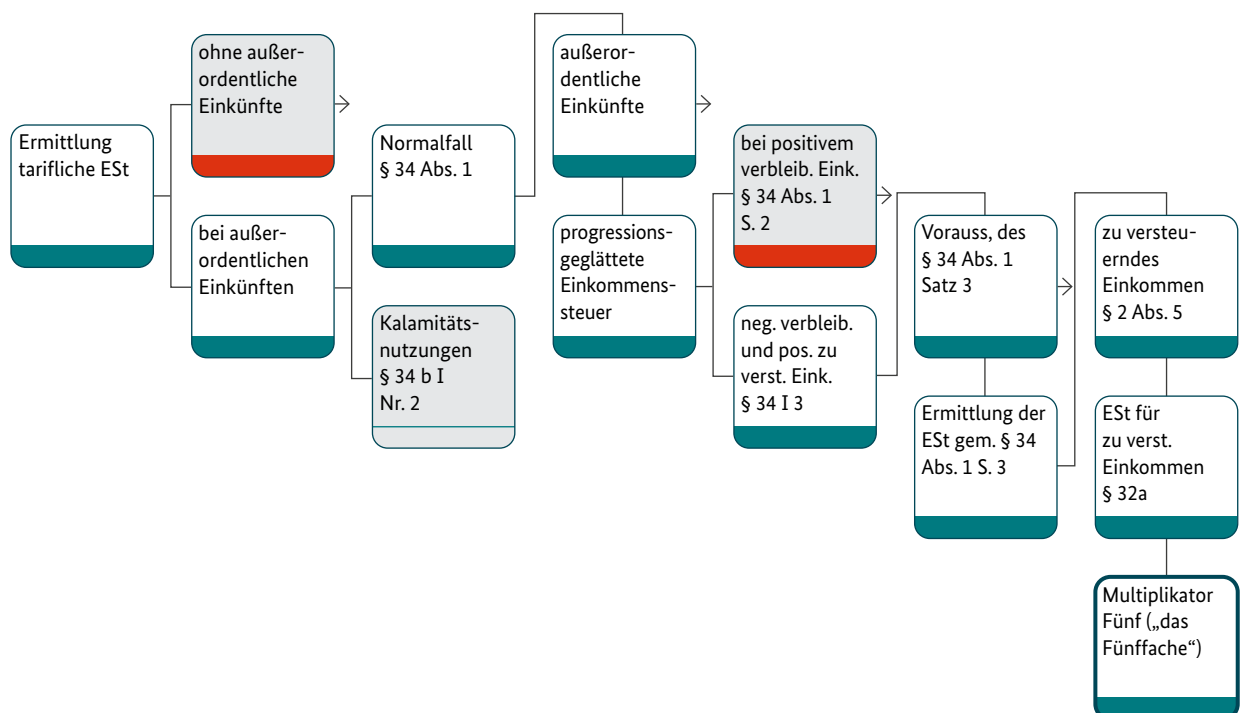 Ermittlung
tarifliche ESt
ohne außer-
ordentliche
Einkünfte
bei außer-
ordentlichen
Einkünften
Normalfall
§ 34 Abs. 1
Kalamitäts-
nutzungen
§ 34 b I
Nr. 2
außeror-
dentliche
Einkünfte
progressions-
geglättete
Einkommens-
steuer
bei positivem
verbleib. Eink.
§ 34 Abs. 1
S. 2
neg. verbleib.
und pos. zu
verst. Eink.
§ 34 I 3
Vorauss, des
§ 34 Abs. 1
Satz 3
Ermittlung der
ESt gem. § 34
Abs. 1 S. 3
zu versteu-
erndes
Einkommen
§ 2 Abs. 5
ESt für
zu verst.
Einkommen
§ 32a
Multiplikator
Fünf („das
Fünffache“)